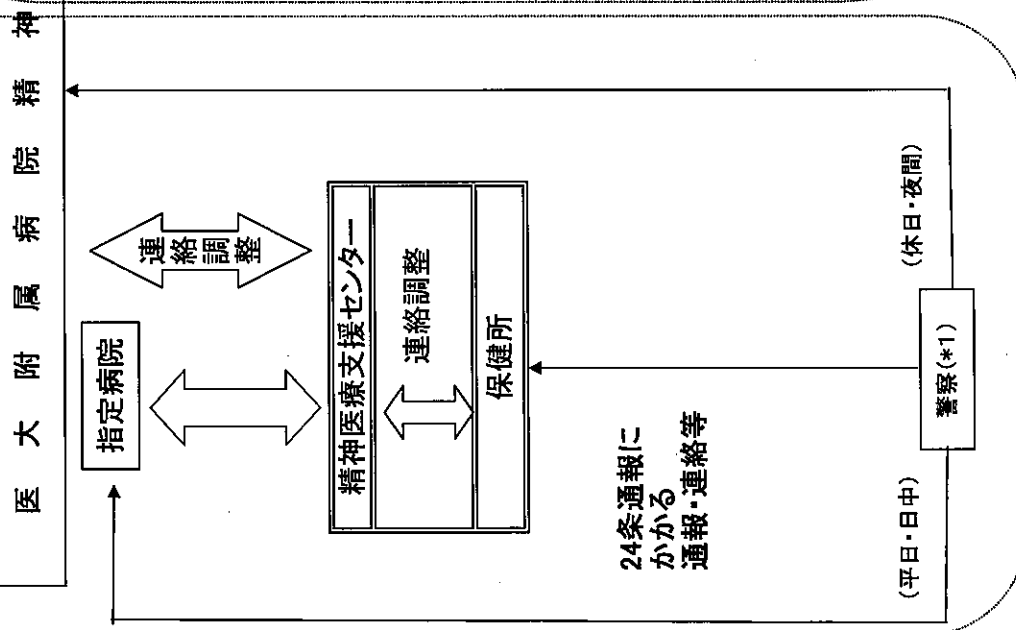 医大附属病院精神
指定病院
連絡
調整
精神医療支援センター
連絡調整
保健所
24条通報に
かかる
通報・連絡等
(平日・日中)
警察(*1)
(休日・夜間)